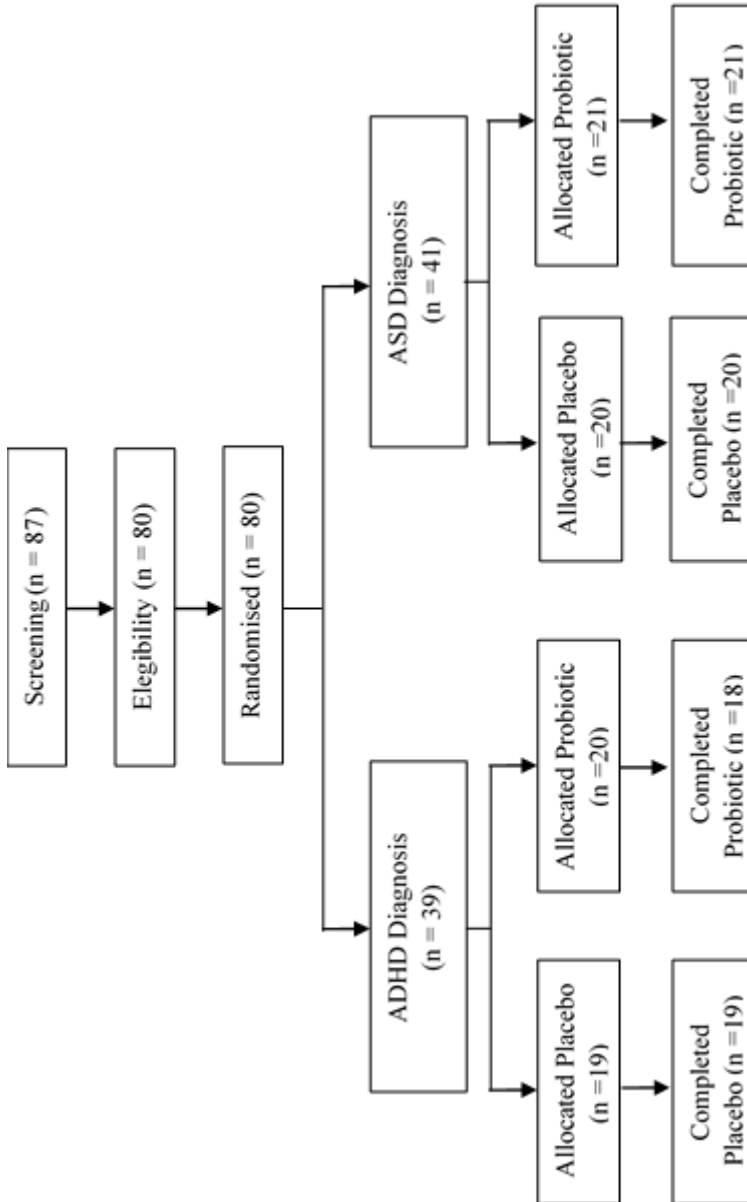 Screening (n = 87)
Elegibility (n = 80)
Randomised (n = 80)
ADHD Diagnosis
(n = 39)
ASD Diagnosis
(n = 41)
Allocated Placebo
(n =19)
Allocated Probiotic
(n =20)
Allocated Placebo
(n =20)
Allocated Probiotic
(n =21)
Completed
Placebo (n =19)
Completed
Probiotic (n =18)
Completed
Placebo (n =20)
Completed
Probiotic (n =21)